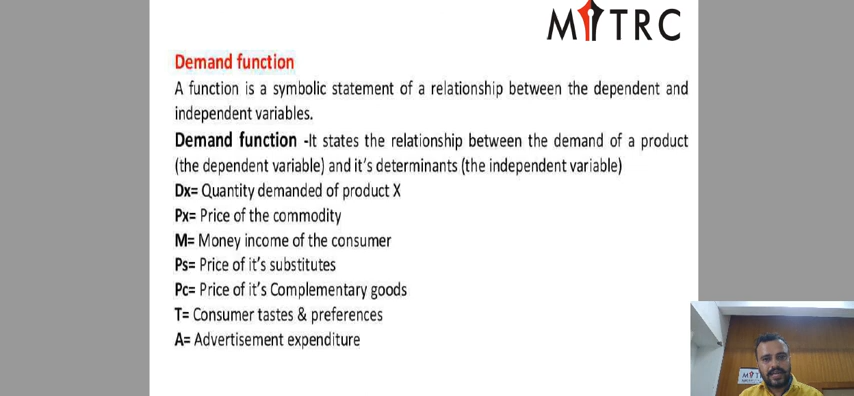 MITRC
Demand function
A function is a symbolic statement of a relationship between the dependent and
independent variables.
Demand function -It states the relationship between the demand of a product
(the dependent variable) and it's determinants (the independent variable)
Dx= Quantity demanded of product X
Px= Price of the commodity
M= Money income of the consumer
Ps= Price of it's substitutes
Pc= Price of it's Complementary goods
T= Consumer tastes & preferences
A= Advertisement expenditure